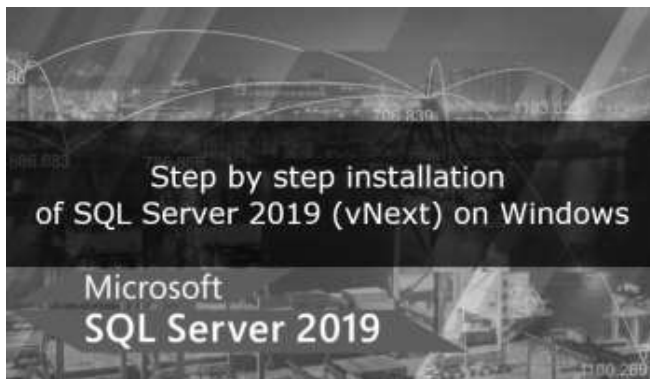 Step by step installation
of SQL Server 2019 (vNext) on Windows
Microsoft
SQL Server 2019